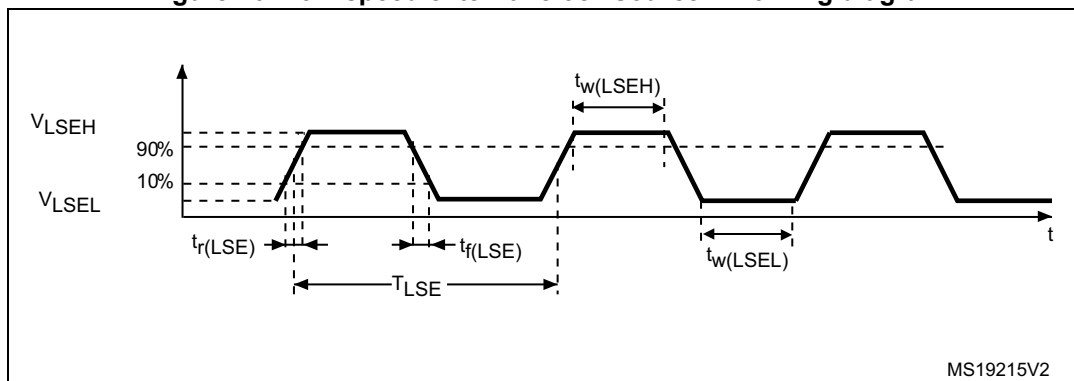 t_w(LSEH)
V_LSEH
90%
10%
V_LSEL
t_r(LSE)
t_f(LSE)
t
t_w(LSEL)
T_LSE
MS19215V2